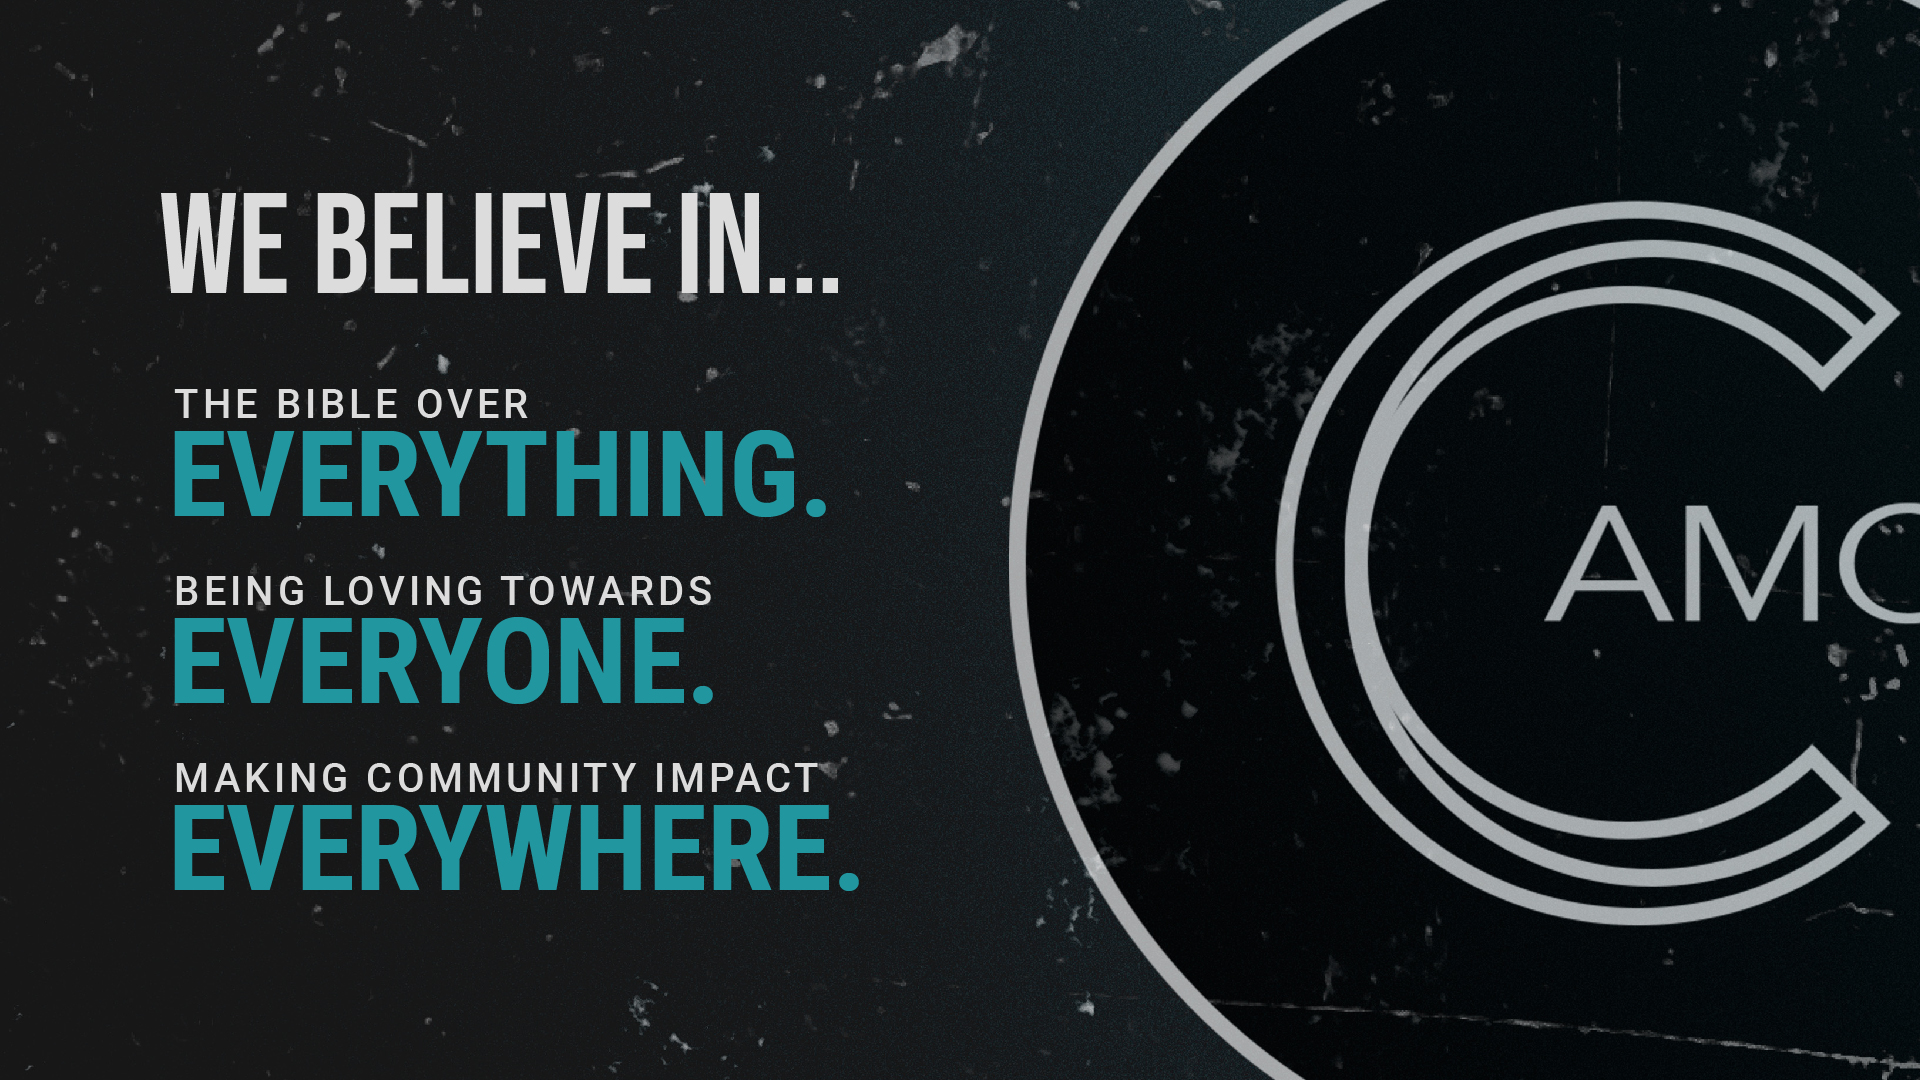 WE BELIEVE IN...
THE BIBLE OVER
EVERYTHING.
BEING LOVING TOWARDS
EVERYONE.
MAKING COMMUNITY IMPACT
EVERYWHERE.
C